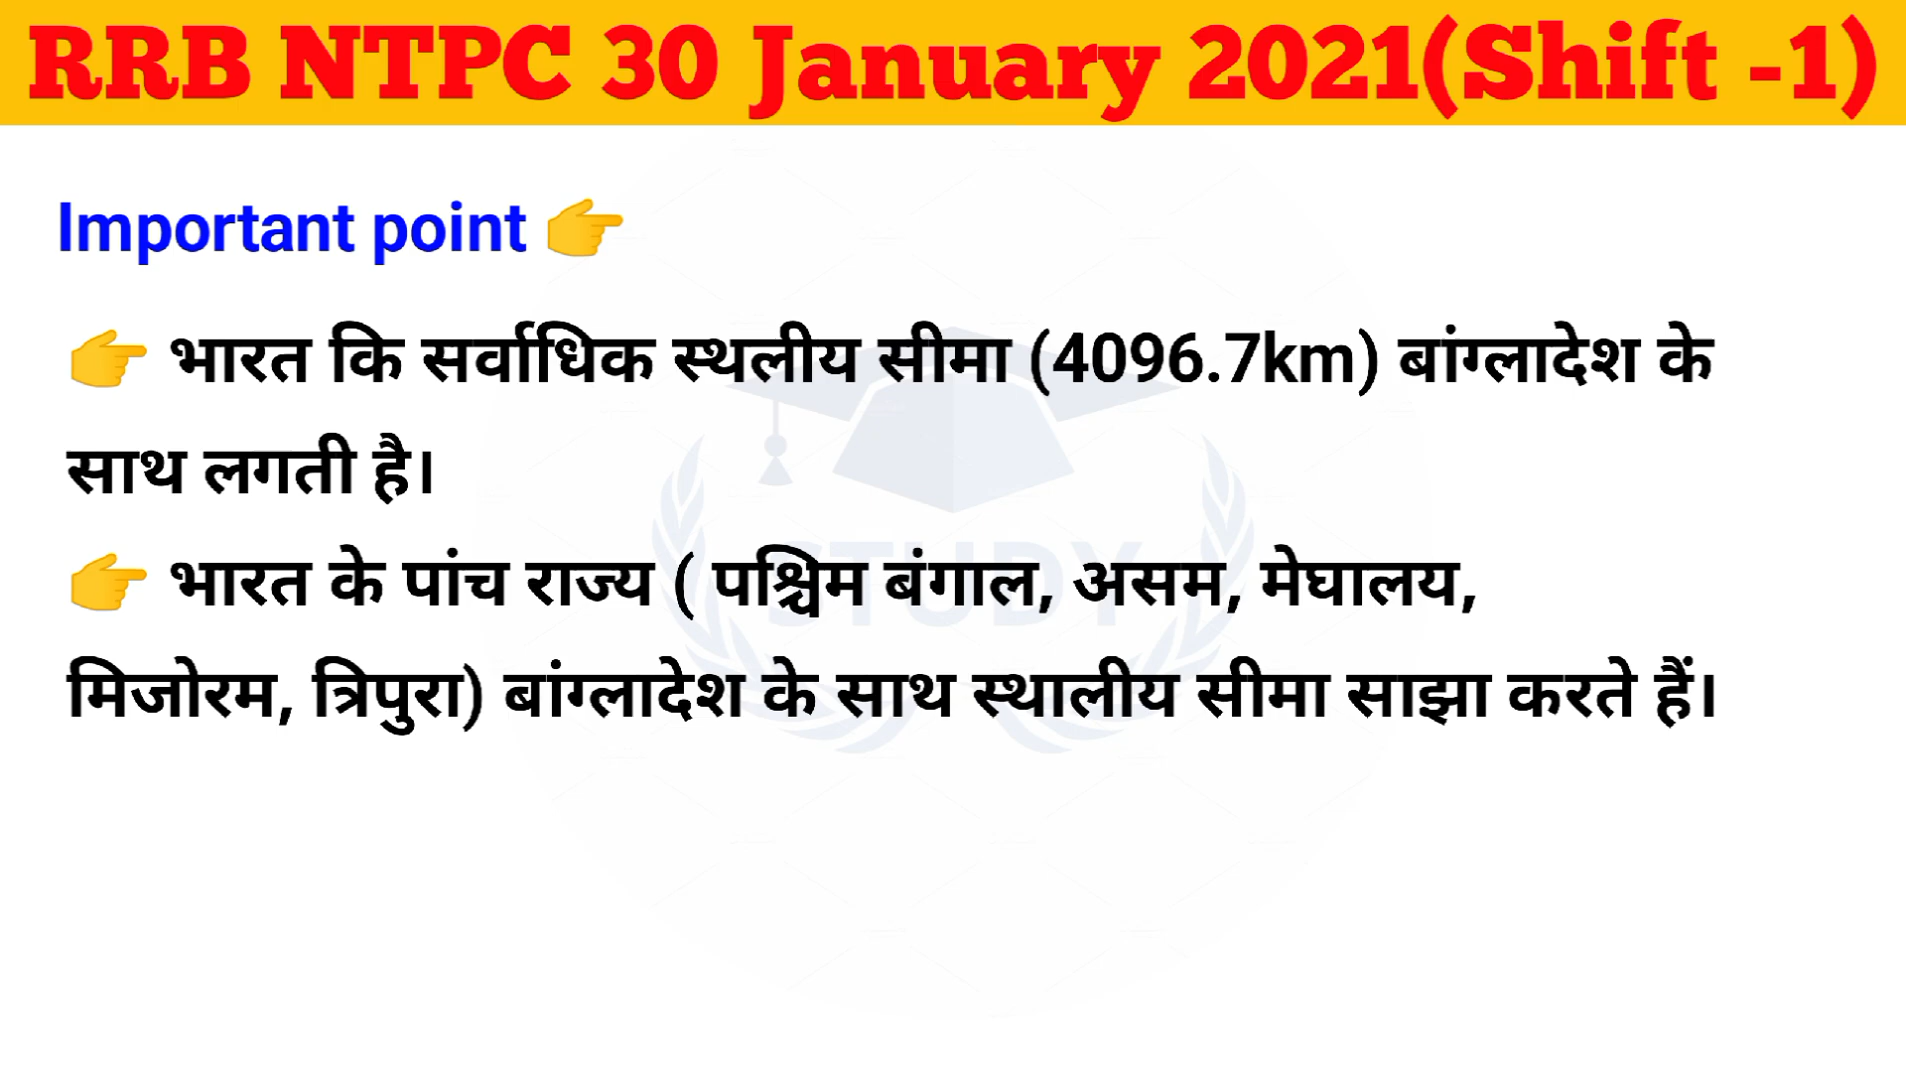 RRB NTPC 30 January 2021(Shift -1)
Important point 👉
👉 भारत कि सर्वाधिक स्थलीय सीमा (4096.7km) बांग्लादेश के
साथ लगती है।
👉 भारत के पांच राज्य ( पश्चिम बंगाल, असम, मेघालय,
मिजोरम, त्रिपुरा) बांग्लादेश के साथ स्थालीय सीमा साझा करते हैं।
STUDY